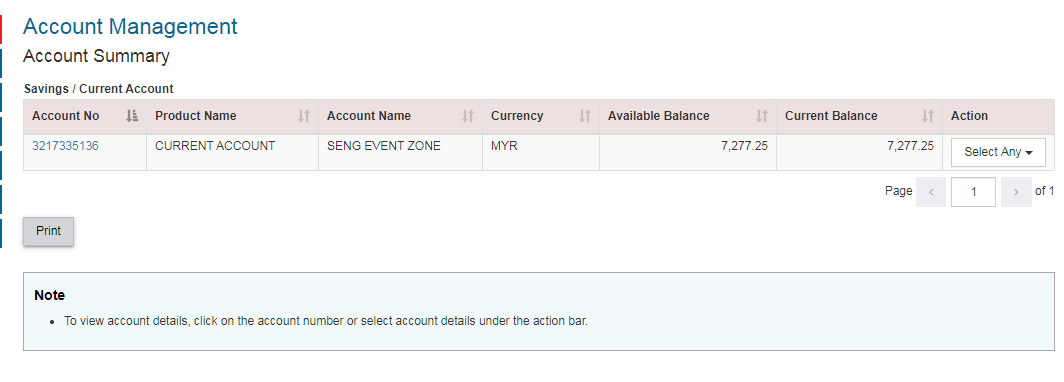 Account Management
Account Summary
Savings / Current Account
Account No Product Name Account Name Currency Available Balance Current Balance Action
3217335136 CURRENT ACCOUNT SENG EVENT ZONE MYR 7,277.25 7,277.25 Select Any
Page 1 of 1
Print
Note
To view account details, click on the account number or select account details under the action bar.